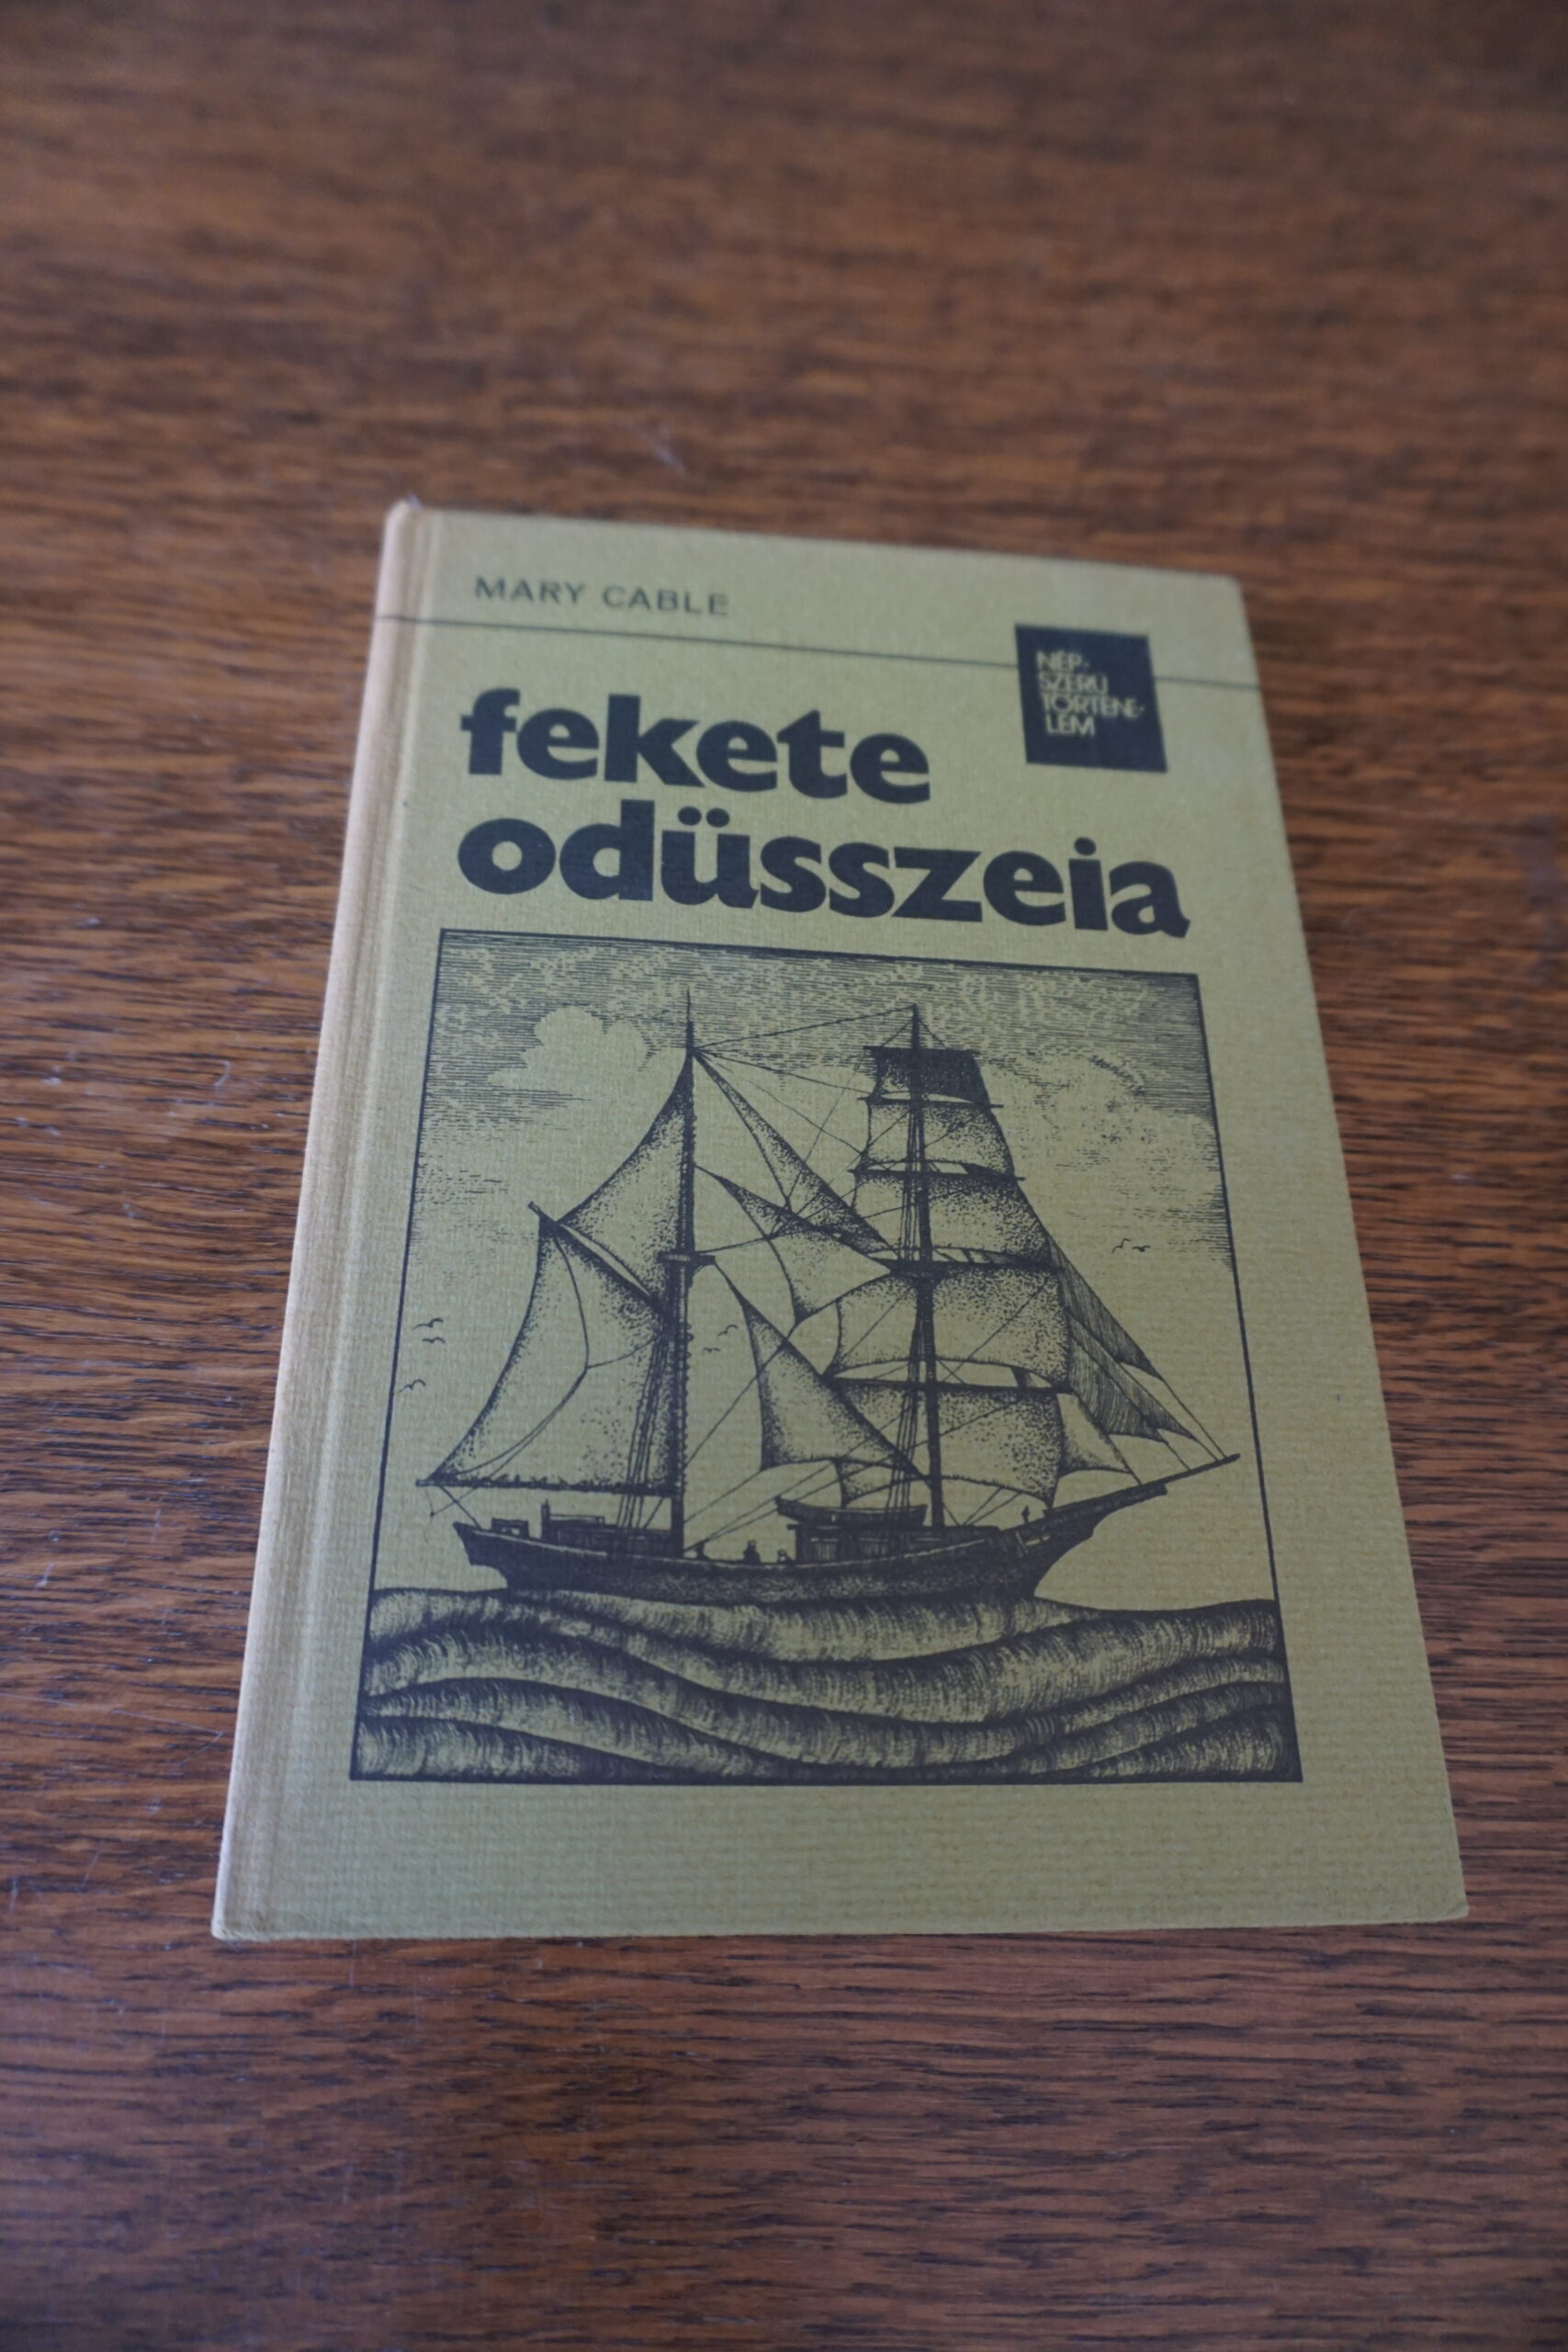 MARY CABLE
NÉP-
SZERŰ
TÖRTÉNE-
LEM
fekete
odüsszeia